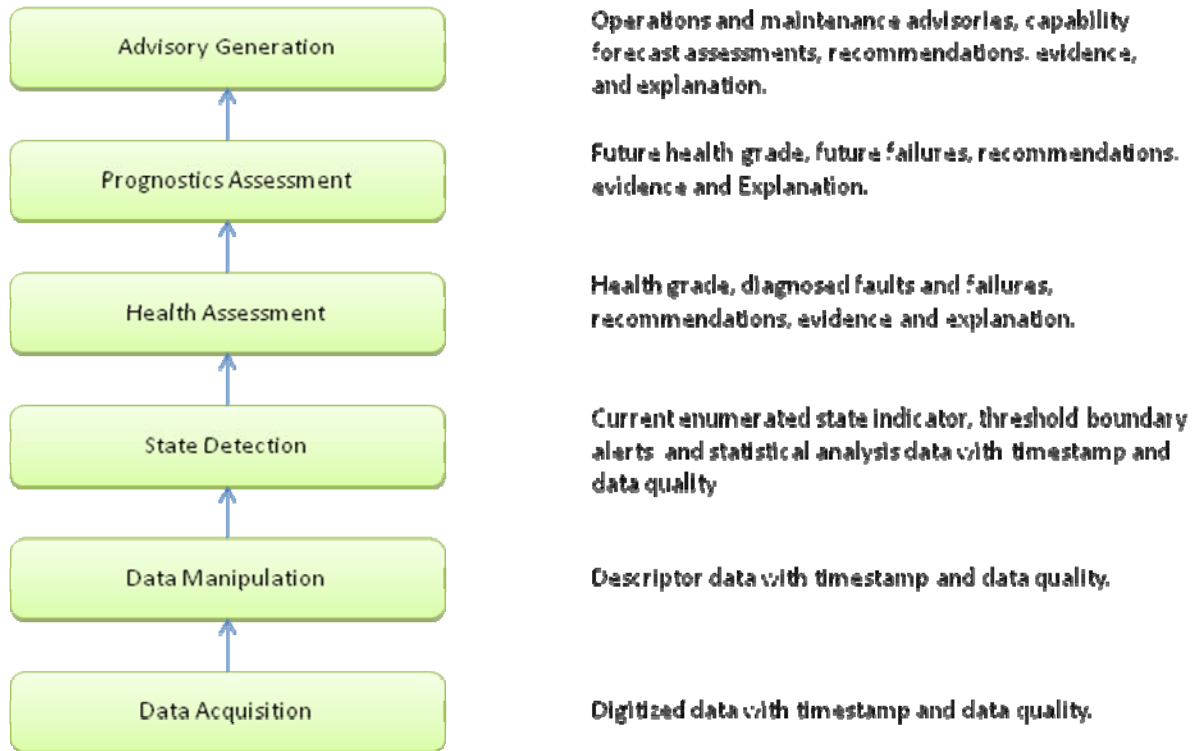 Advisory Generation
Operations and maintenance advisories, capability
forecast assessments, recommendations. evidence,
and explanation.
Prognostics Assessment
Future health grade, future failures, recommendations.
evidence and Explanation.
Health Assessment
Health grade, diagnosed faults and failures,
recommendations, evidence and explanation.
State Detection
Current enumerated state indicator, threshold boundary
alerts and statistical analysis data with timestamp and
data quality
Data Manipulation
Descriptor data with timestamp and data quality.
Data Acquisition
Digitized data with timestamp and data quality.